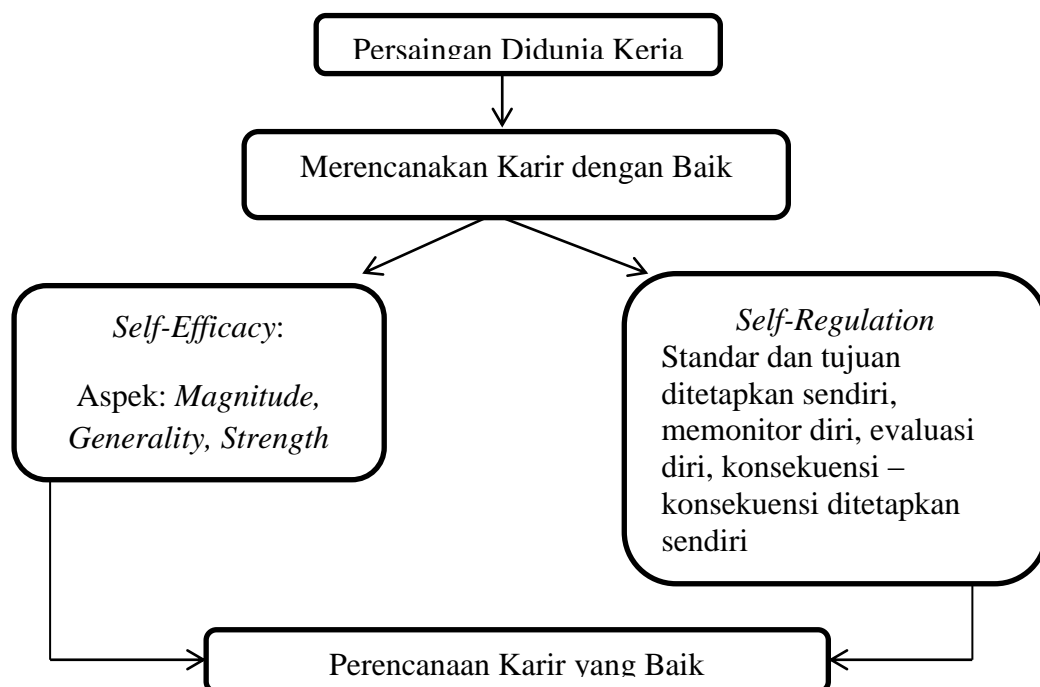 Persaingan Didunia Kerja
Merencanakan Karir dengan Baik
Self-Efficacy:
Aspek: Magnitude,
Generality, Strength
Self-Regulation
Standar dan tujuan
ditetapkan sendiri,
memonitor diri, evaluasi
diri, konsekuensi –
konsekuensi ditetapkan
sendiri
Perencanaan Karir yang Baik